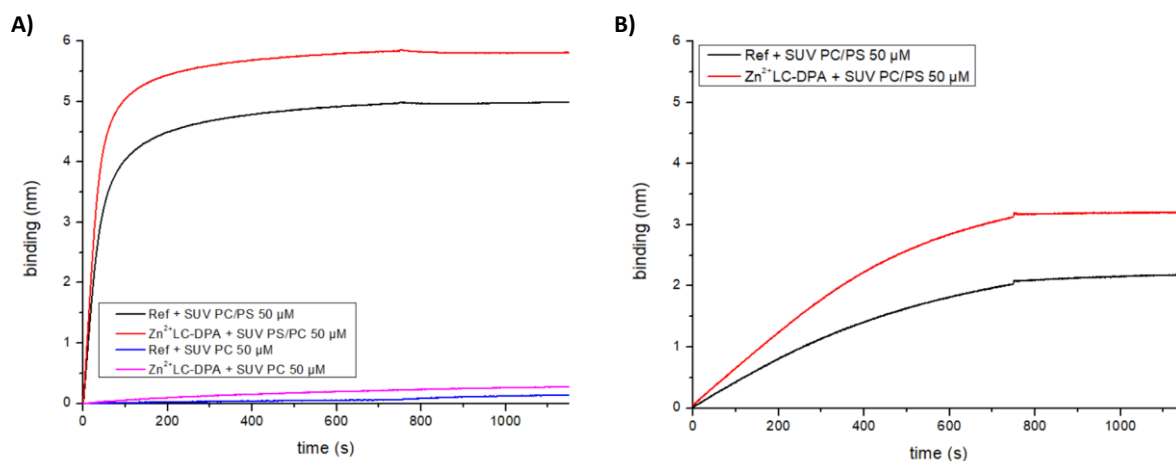 A)
6
5
4
3
2
1
0
binding (nm)
Ref + SUV PC/PS 50 µM
Zn²⁺LC-DPA + SUV PS/PC 50 µM
Ref + SUV PC 50 µM
Zn²⁺LC-DPA + SUV PC 50 µM
0 200 400 600 800 1000
time (s)
B)
6
5
4
3
2
1
0
binding (nm)
Ref + SUV PC/PS 50 µM
Zn²⁺LC-DPA + SUV PC/PS 50 µM
0 200 400 600 800 1000
time (s)